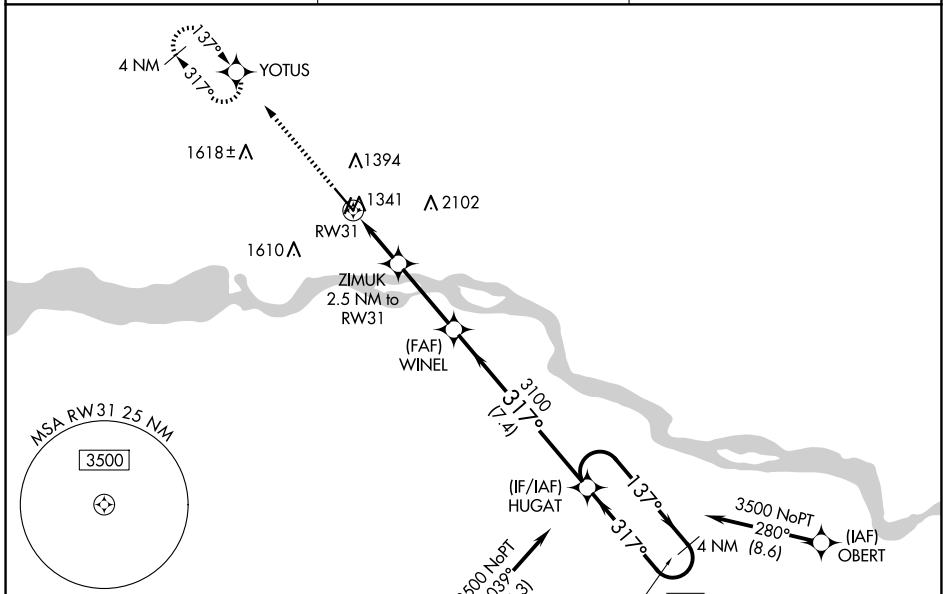 137°
4 NM
317°
YOTUS
1618±
1394
1341
2102
RW31
1610
ZIMUK
2.5 NM to
RW31
(FAF)
WINEL
3100
317°
(7.4)
MSA RW31 25 NM
3500
(IF/IAF)
HUGAT
137°
317°
4 NM
3500 NoPT
280°
(8.6)
(IAF)
OBERT
500 NoPT
039°